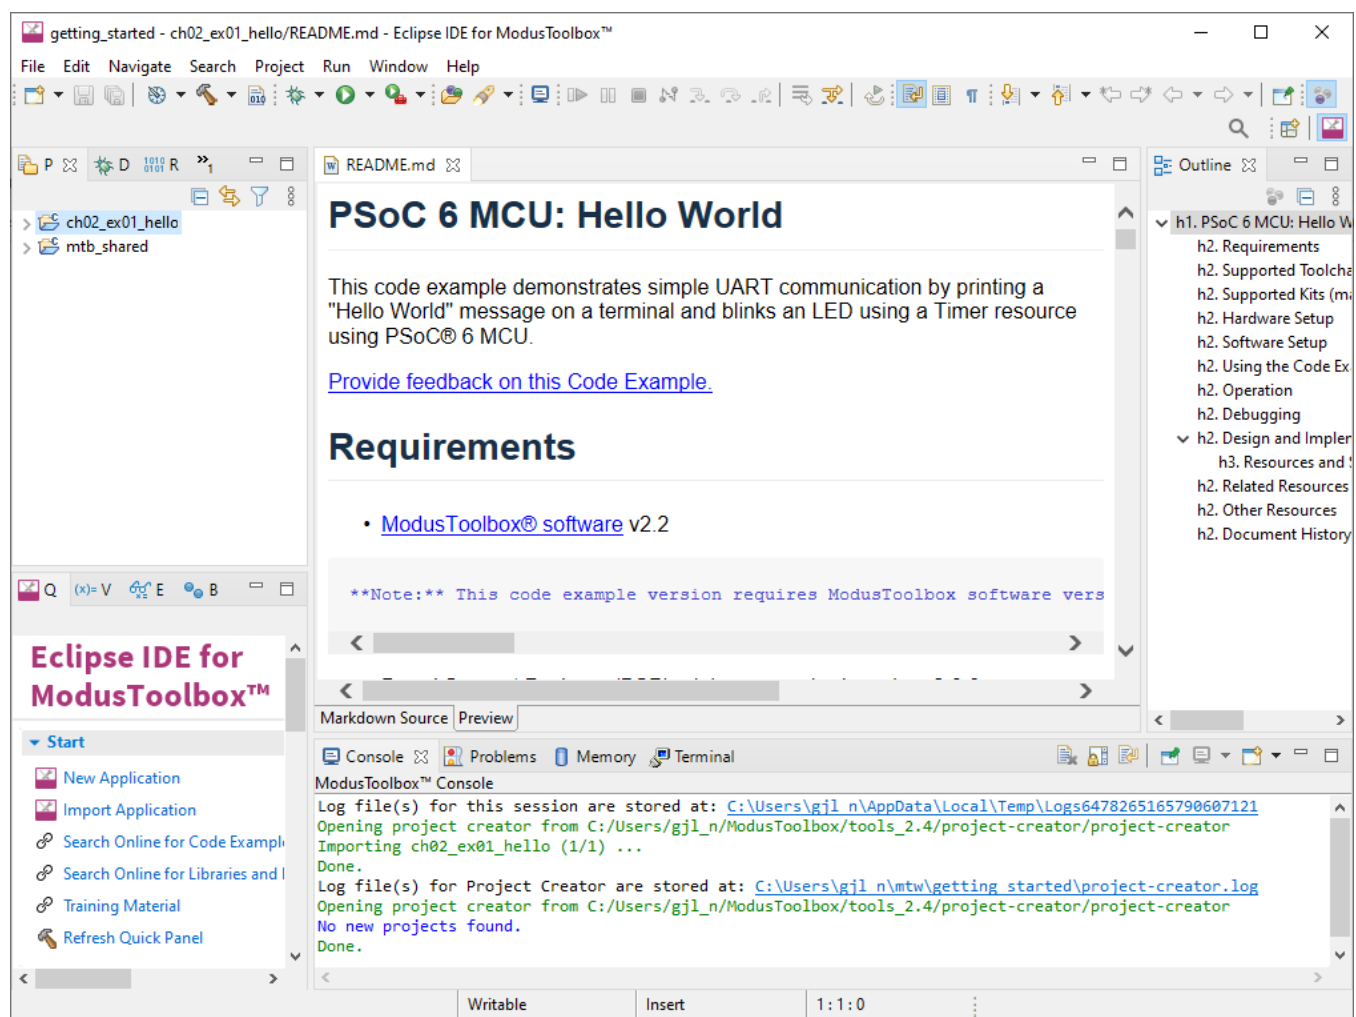 getting_started - ch02_ex01_hello/README.md - Eclipse IDE for ModusToolbox™
File Edit Navigate Search Project Run Window Help
P D R »1
ch02_ex01_hello
mtb_shared
README.md
PSoC 6 MCU: Hello World
This code example demonstrates simple UART communication by printing a
"Hello World" message on a terminal and blinks an LED using a Timer resource
using PSoC® 6 MCU.
Provide feedback on this Code Example.
Requirements
• ModusToolbox® software v2.2
**Note:** This code example version requires ModusToolbox software vers
Markdown Source Preview
Outline
h1. PSoC 6 MCU: Hello W
h2. Requirements
h2. Supported Toolcha
h2. Supported Kits (ma
h2. Hardware Setup
h2. Software Setup
h2. Using the Code Ex
h2. Operation
h2. Debugging
h2. Design and Implem
h3. Resources and
h2. Related Resources
h2. Other Resources
h2. Document History
Q (x)= V E B
Eclipse IDE for
ModusToolbox™
Start
New Application
Import Application
Search Online for Code Exampl
Search Online for Libraries and
Training Material
Refresh Quick Panel
Console Problems Memory Terminal
ModusToolbox™ Console
Log file(s) for this session are stored at: C:\Users\gjl_n\AppData\Local\Temp\Logs6478265165790607121
Opening project creator from C:/Users/gjl_n/ModusToolbox/tools_2.4/project-creator/project-creator
Importing ch02_ex01_hello (1/1) ...
Done.
Log file(s) for Project Creator are stored at: C:\Users\gjl_n\mtw\getting_started\project-creator.log
Opening project creator from C:/Users/gjl_n/ModusToolbox/tools_2.4/project-creator/project-creator
No new projects found.
Done.
Writable Insert 1 : 1 : 0